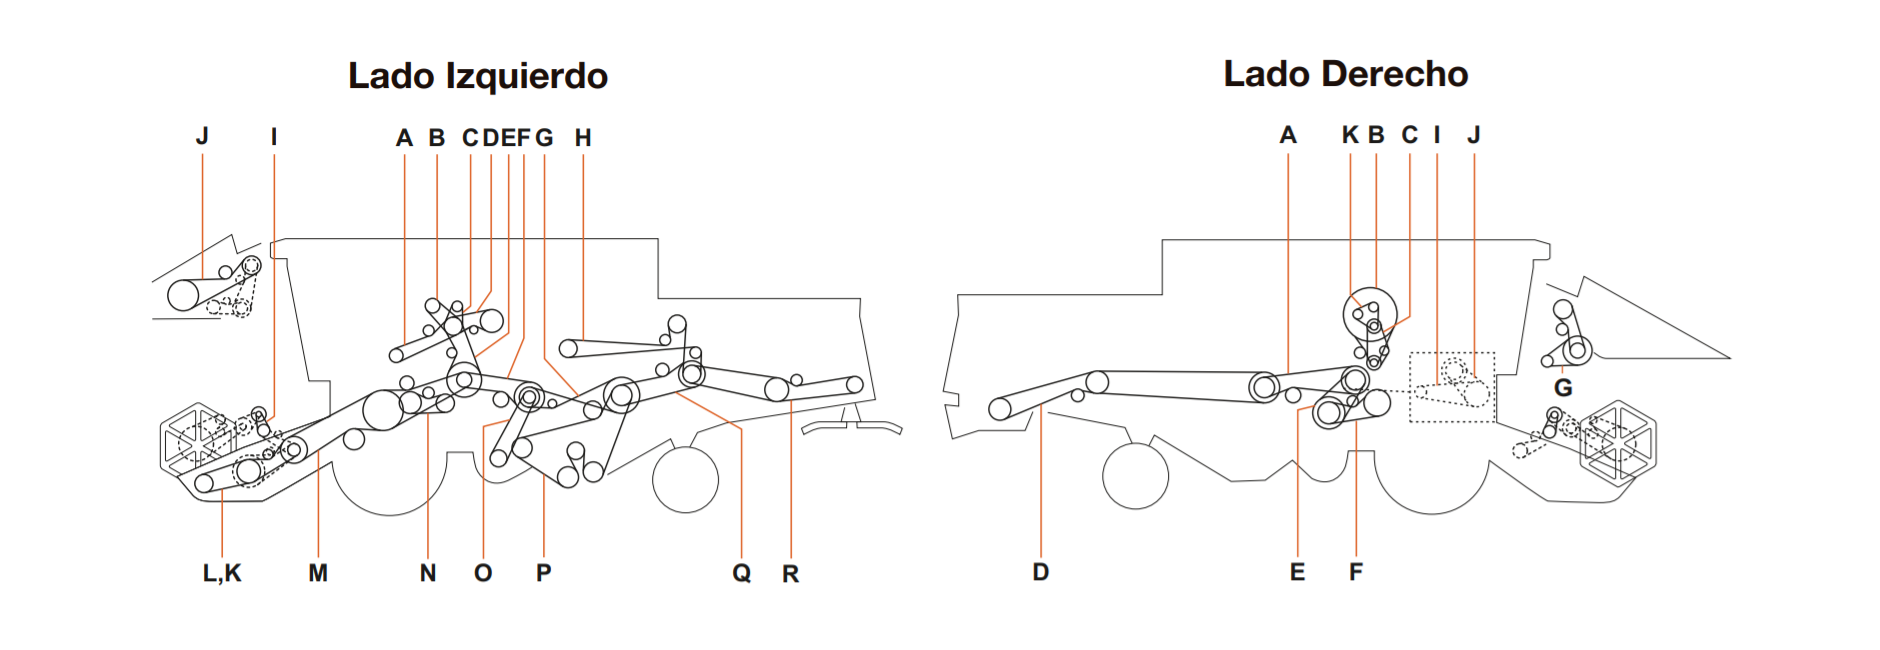 Lado Izquierdo
J I A B C D E F G H
L,K M N O P Q R
Lado Derecho
A K B C I J
G
D E F